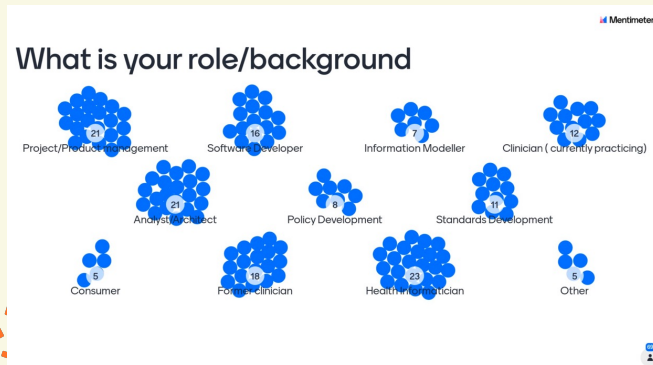 Mentimeter
What is your role/background
21
16
7
12
Project/Product management
Software Developer
Information Modeller
Clinician ( currently practicing)
21
8
11
Analyst/Architect
Policy Development
Standards Development
5
18
23
5
Consumer
Former clinician
Health Informatician
Other